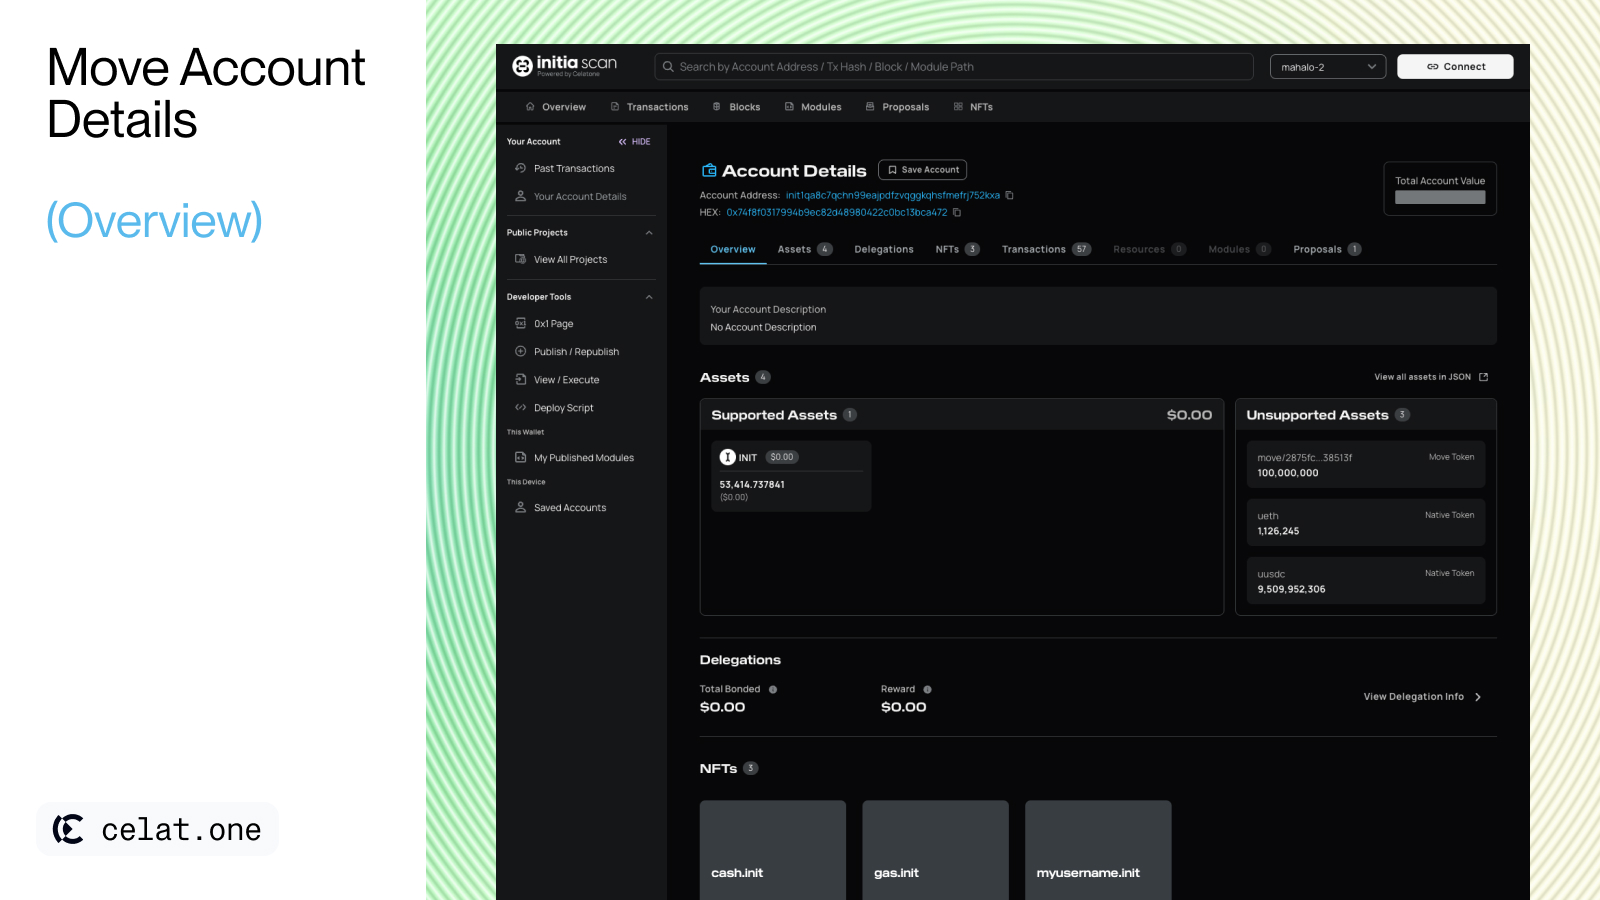 Move Account
Details
(Overview)
celat.one
initia scan
Powered by Celatone
Search by Account Address / Tx Hash / Block / Module Path
mahalo-2
Connect
Overview
Transactions
Blocks
Modules
Proposals
NFTs
Your Account
HIDE
Past Transactions
Your Account Details
Public Projects
View All Projects
Developer Tools
0x1 Page
Publish / Republish
View / Execute
Deploy Script
This Wallet
My Published Modules
This Device
Saved Accounts
Account Details
Save Account
Account Address: init1qa8c7qchn99eajpdfzvqggkqhsfmefrj752kxa
HEX: 0x74f8f0317994b9ec82d48980422c0bc13bca472
Total Account Value
Overview
Assets 4
Delegations
NFTs 3
Transactions 57
Resources 0
Modules 0
Proposals 1
Your Account Description
No Account Description
Assets 4
View all assets in JSON
Supported Assets 1
$0.00
INIT $0.00
53,414.737841
($0.00)
Unsupported Assets 3
move/2875fc...38513f
Move Token
100,000,000
ueth
Native Token
1,126,245
uusdc
Native Token
9,509,952,306
Delegations
Total Bonded
$0.00
Reward
$0.00
View Delegation Info
NFTs 3
cash.init
gas.init
myusername.init